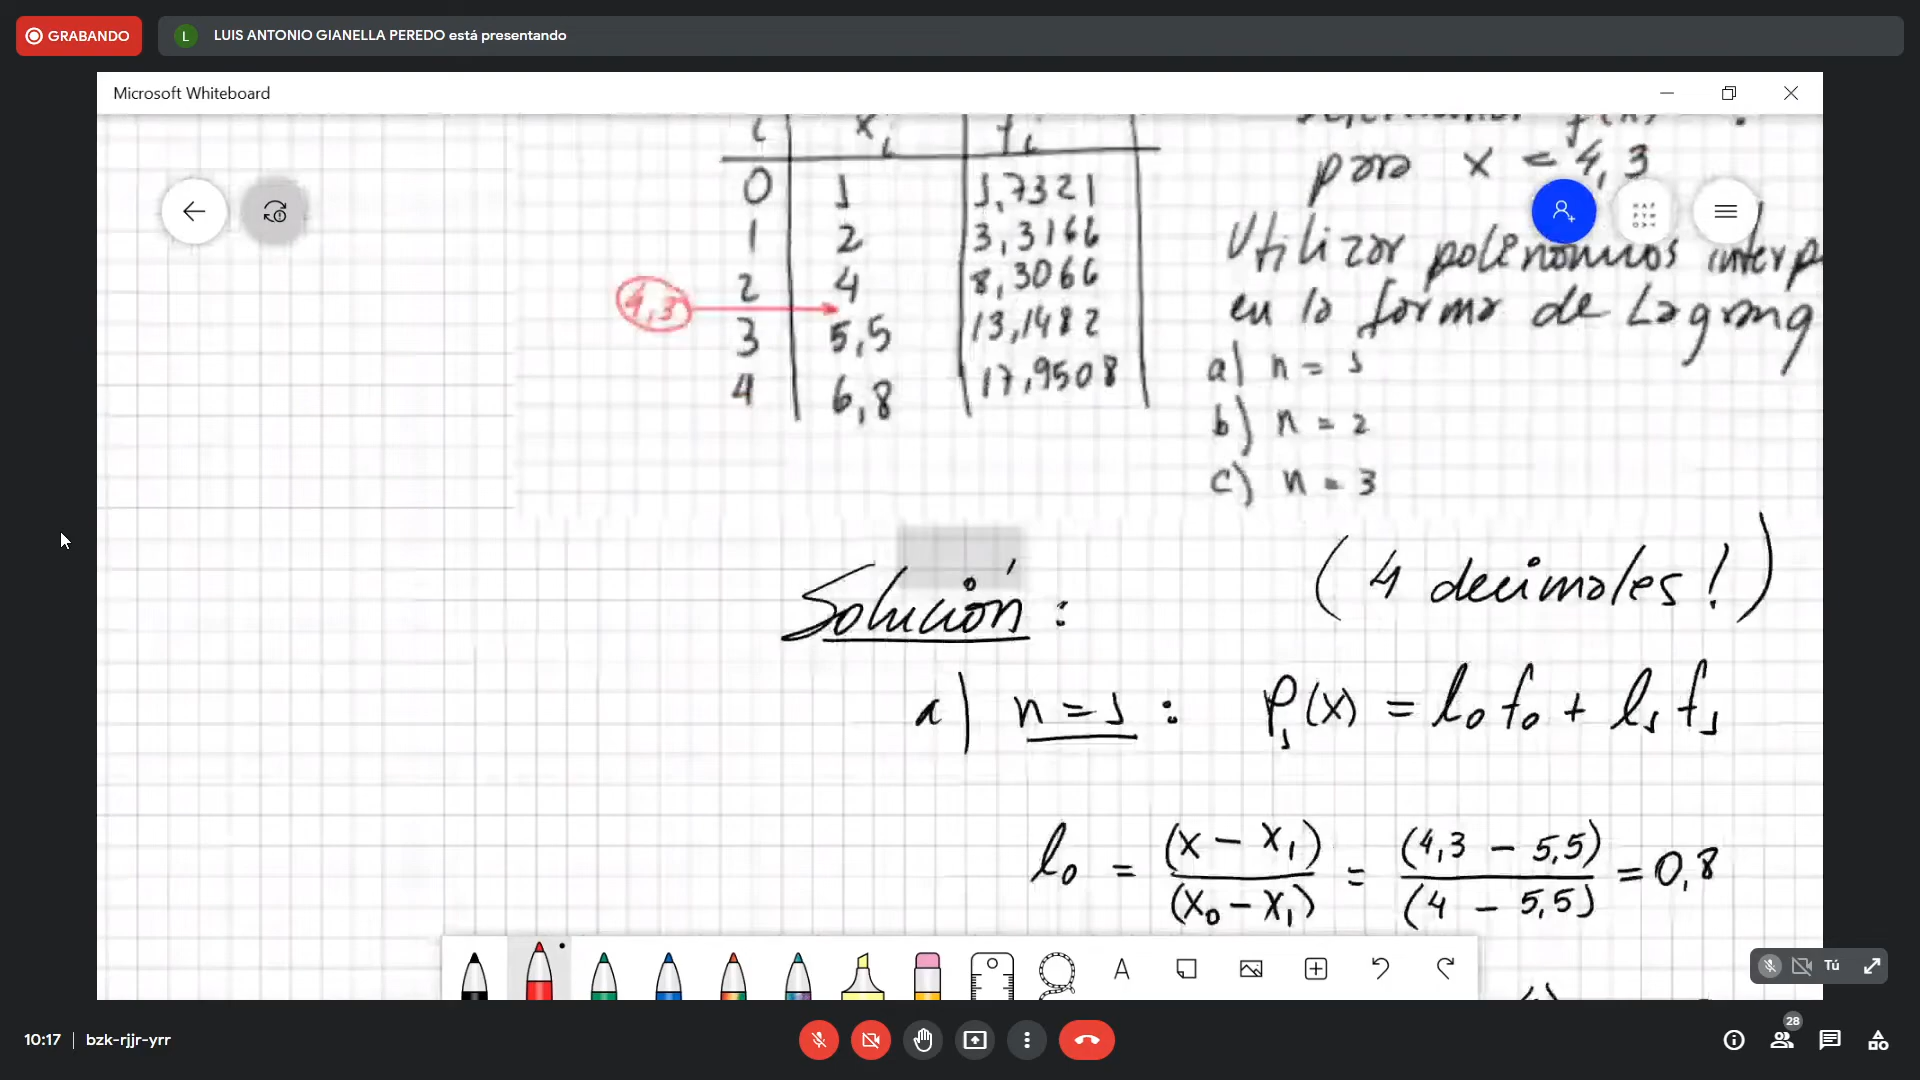 GRABANDO
L LUIS ANTONIO GIANELLA PEREDO está presentando
Microsoft Whiteboard
i xi fi
0 1 1,7321
1 2 3,3166
2 4 8,3066
4,3
3 5,5 13,1482
4 6,8 17,9508
para x = 4,3
Utilizar polinomios interp
en la forma de Lagrang
a) n = 1
b) n = 2
c) n = 3
Solución : (4 decimales!)
a) n = 1 : P₁(x) = l₀ f₀ + l₁ f₁
l₀ = (x - x₁) / (x₀ - x₁) = (4,3 - 5,5) / (4 - 5,5) = 0,8
Tú
10:17 | bzk-rjjr-yrr
28